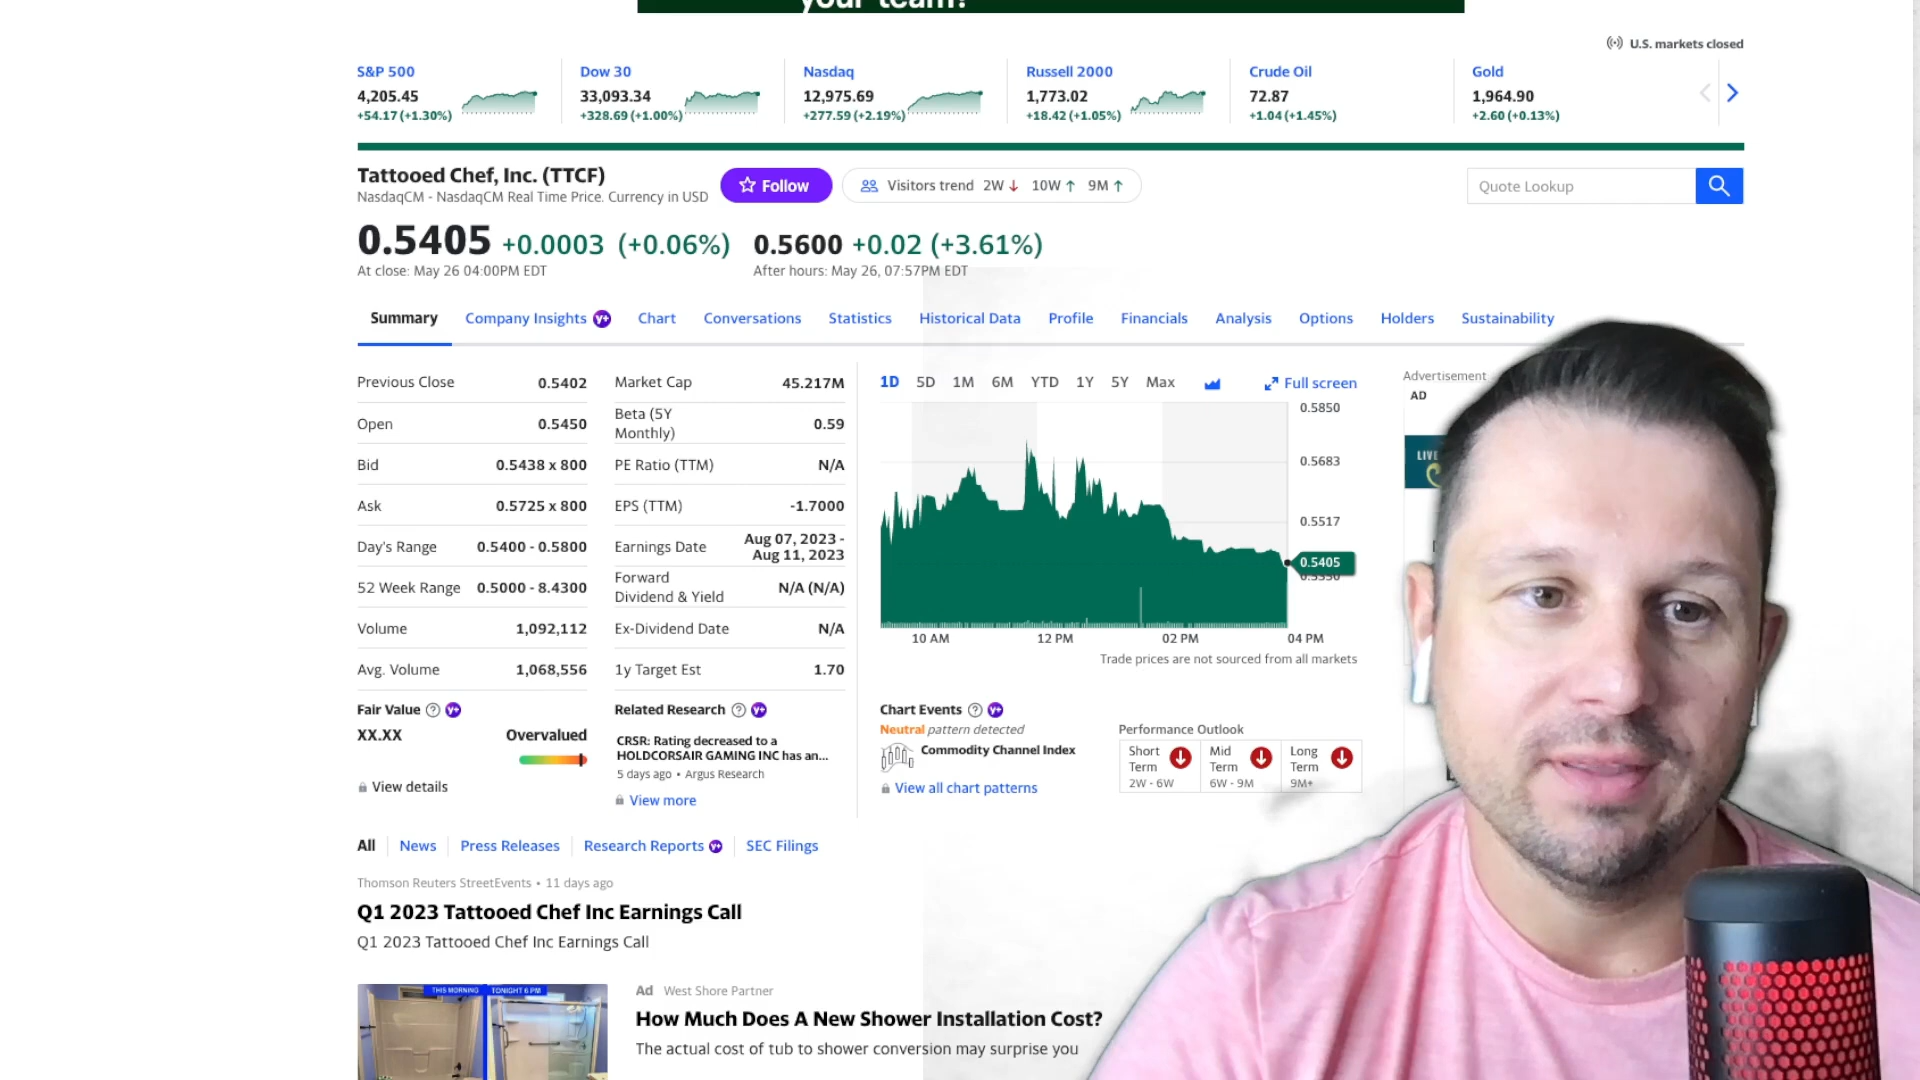 your team?
U.S. markets closed
S&P 500
4,205.45
+54.17 (+1.30%)
Dow 30
33,093.34
+328.69 (+1.00%)
Nasdaq
12,975.69
+277.59 (+2.19%)
Russell 2000
1,773.02
+18.42 (+1.05%)
Crude Oil
72.87
+1.04 (+1.45%)
Gold
1,964.90
+2.60 (+0.13%)
Tattooed Chef, Inc. (TTCF)
NasdaqCM - NasdaqCM Real Time Price. Currency in USD
Follow
Visitors trend 2W 10W 9M
Quote Lookup
0.5405 +0.0003 (+0.06%)
At close: May 26 04:00PM EDT
0.5600 +0.02 (+3.61%)
After hours: May 26, 07:57PM EDT
Summary Company Insights Y+ Chart Conversations Statistics Historical Data Profile Financials Analysis Options Holders Sustainability
Previous Close 0.5402
Open 0.5450
Bid 0.5438 x 800
Ask 0.5725 x 800
Day's Range 0.5400 - 0.5800
52 Week Range 0.5000 - 8.4300
Volume 1,092,112
Avg. Volume 1,068,556
Market Cap 45.217M
Beta (5Y
Monthly) 0.59
PE Ratio (TTM) N/A
EPS (TTM) -1.7000
Earnings Date Aug 07, 2023 -
Aug 11, 2023
Forward
Dividend & Yield N/A (N/A)
Ex-Dividend Date N/A
1y Target Est 1.70
1D 5D 1M 6M YTD 1Y 5Y Max
Full screen
0.5850
0.5683
0.5517
0.5405
0.5350
10 AM 12 PM 02 PM 04 PM
Trade prices are not sourced from all markets
Advertisement
AD
LIVE
Fair Value ? Y+
XX.XX Overvalued
View details
Related Research ? Y+
CRSR: Rating decreased to a
HOLDCORSAIR GAMING INC has an...
5 days ago • Argus Research
View more
Chart Events ? Y+
Neutral pattern detected
Commodity Channel Index
View all chart patterns
Performance Outlook
Short
Term
2W - 6W
Mid
Term
6W - 9M
Long
Term
9M+
All News Press Releases Research Reports Y+ SEC Filings
Thomson Reuters StreetEvents • 11 days ago
Q1 2023 Tattooed Chef Inc Earnings Call
Q1 2023 Tattooed Chef Inc Earnings Call
THIS MORNING TONIGHT 6 PM
Ad West Shore Partner
How Much Does A New Shower Installation Cost?
The actual cost of tub to shower conversion may surprise you